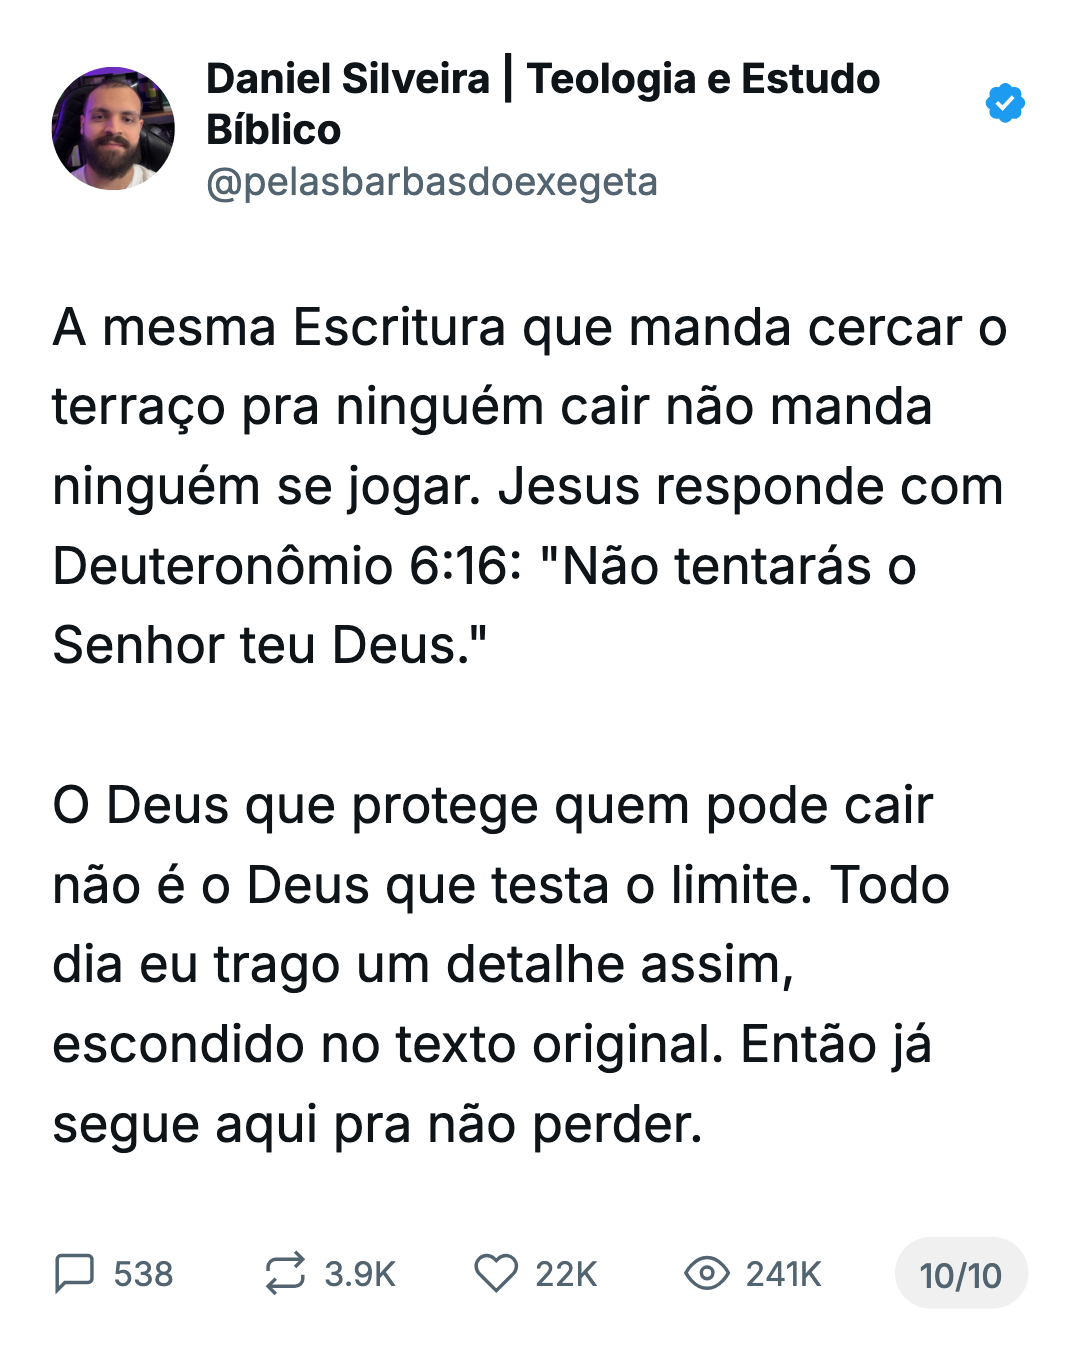 Daniel Silveira | Teologia e Estudo
Bíblico
@pelasbarbasdoexegeta
A mesma Escritura que manda cercar o
terraço pra ninguém cair não manda
ninguém se jogar. Jesus responde com
Deuteronômio 6:16: "Não tentarás o
Senhor teu Deus."
O Deus que protege quem pode cair
não é o Deus que testa o limite. Todo
dia eu trago um detalhe assim,
escondido no texto original. Então já
segue aqui pra não perder.
538 3.9K 22K 241K 10/10